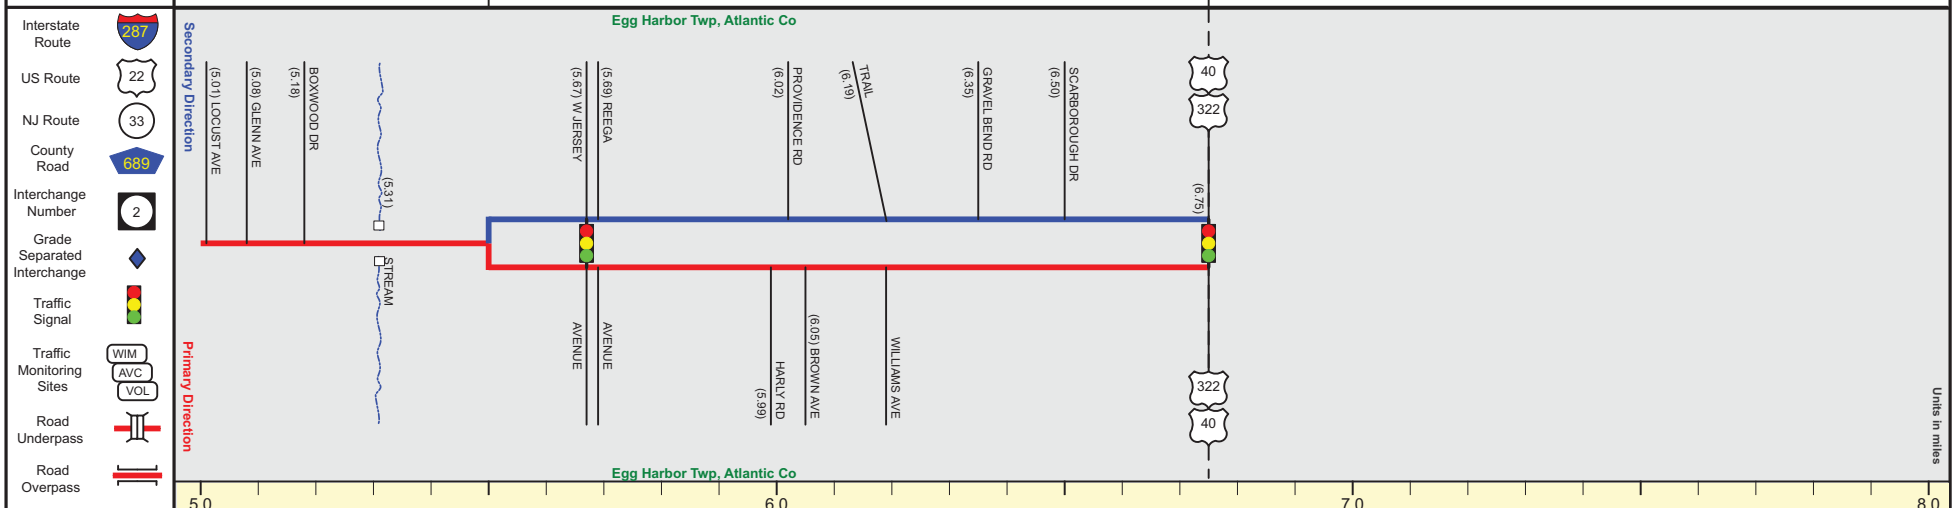 Interstate
Route
287
US Route
22
NJ Route
33
County
Road
689
Interchange
Number
2
Grade
Separated
Interchange
Traffic
Signal
Traffic
Monitoring
Sites
WIM
AVC
VOL
Road
Underpass
Road
Overpass
Secondary Direction
Primary Direction
Egg Harbor Twp, Atlantic Co
(5.01) LOCUST AVE
(5.08) GLENN AVE
BOXWOOD DR
(5.18)
(5.31)
STREAM
(5.67) W JERSEY
AVENUE
(5.69) REEGA
AVENUE
PROVIDENCE RD
(6.02)
TRAIL
(6.19)
GRAVEL BEND RD
(6.35)
SCARBOROUGH DR
(6.50)
40
322
(6.75)
HARLY RD
(5.99)
(6.05) BROWN AVE
WILLIAMS AVE
322
40
Egg Harbor Twp, Atlantic Co
Units in miles
5.0
6.0
7.0
8.0